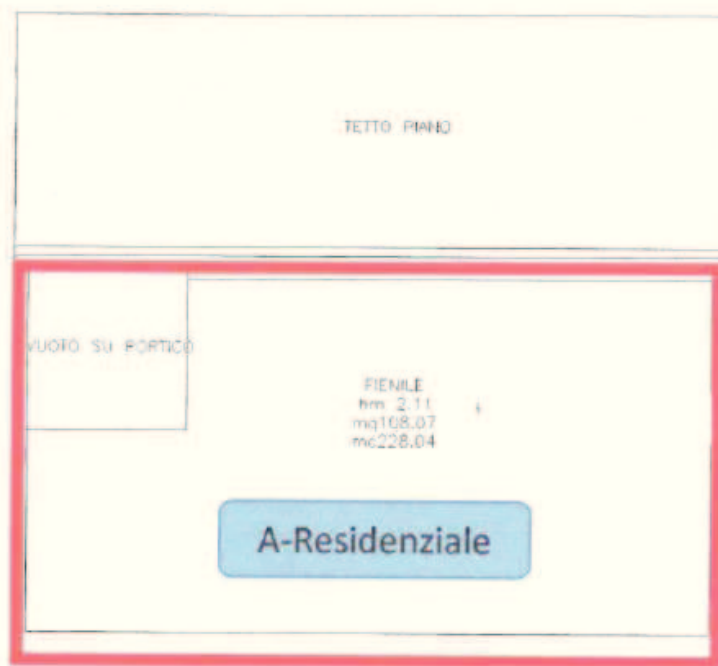 TETTO PIANO
VUOTO SU PORTICO
FIENILE
hm 2.11
mq108.07
mc228.04
A-Residenziale